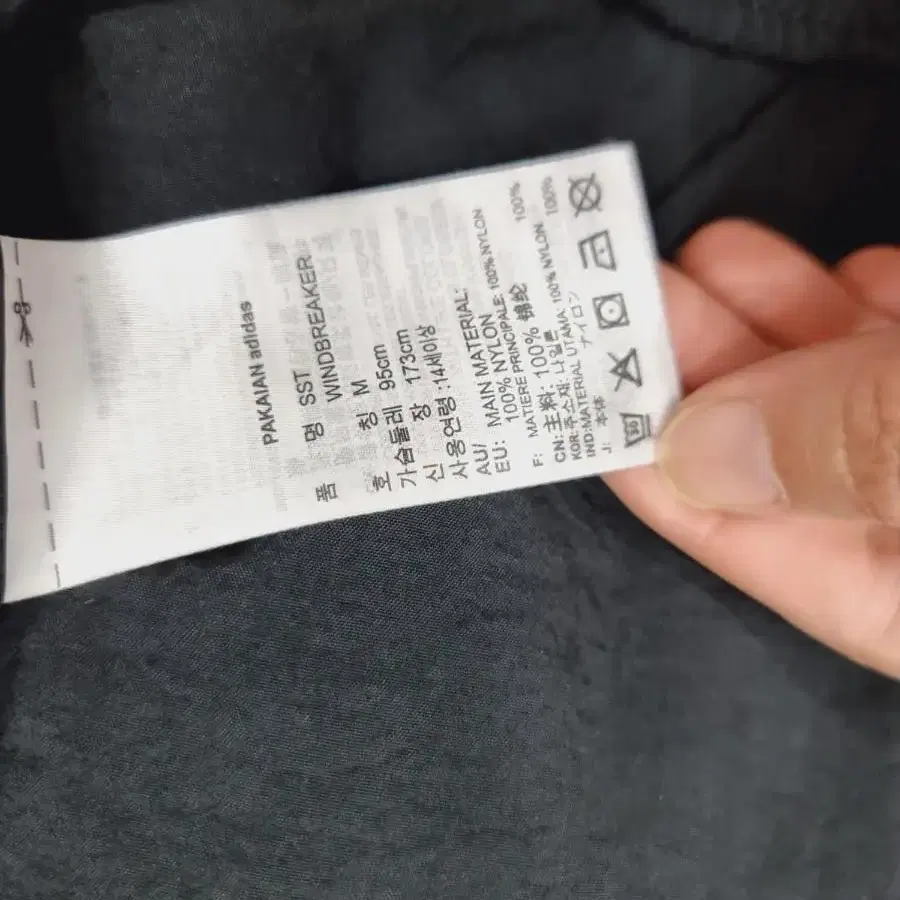 PAKAIAN adidas
품 명 SST
WINDBREAKER
호 칭 M
가슴둘레 95cm
신 장 173cm
사용연령 :14세이상
AU/ MAIN MATERIAL:
EU: 100% NYLON
F: MATIERE PRINCIPALE: 100% NYLON
CN:主料: 100% 锦纶
KOR:주소재: 나일론 100%
IND:MATERIAL UTAMA: 100% NYLON
J: 本体 ナイロン 100%
30